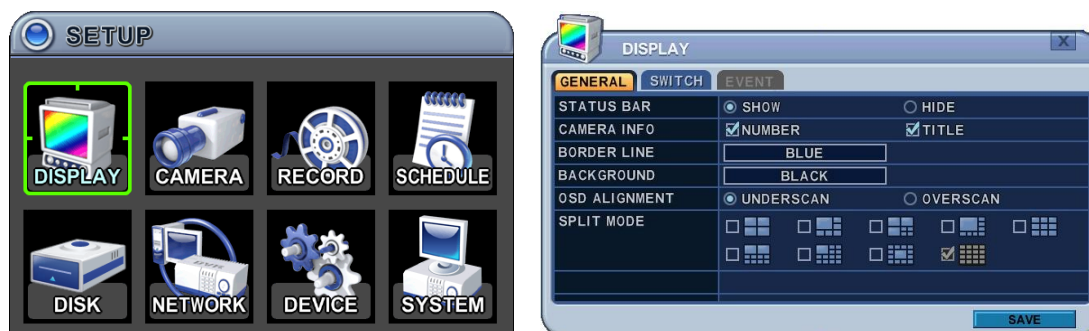 SETUP
DISPLAY CAMERA RECORD SCHEDULE
DISK NETWORK DEVICE SYSTEM
DISPLAY X
GENERAL SWITCH EVENT
STATUS BAR SHOW HIDE
CAMERA INFO NUMBER TITLE
BORDER LINE BLUE
BACKGROUND BLACK
OSD ALIGNMENT UNDERSCAN OVERSCAN
SPLIT MODE
SAVE